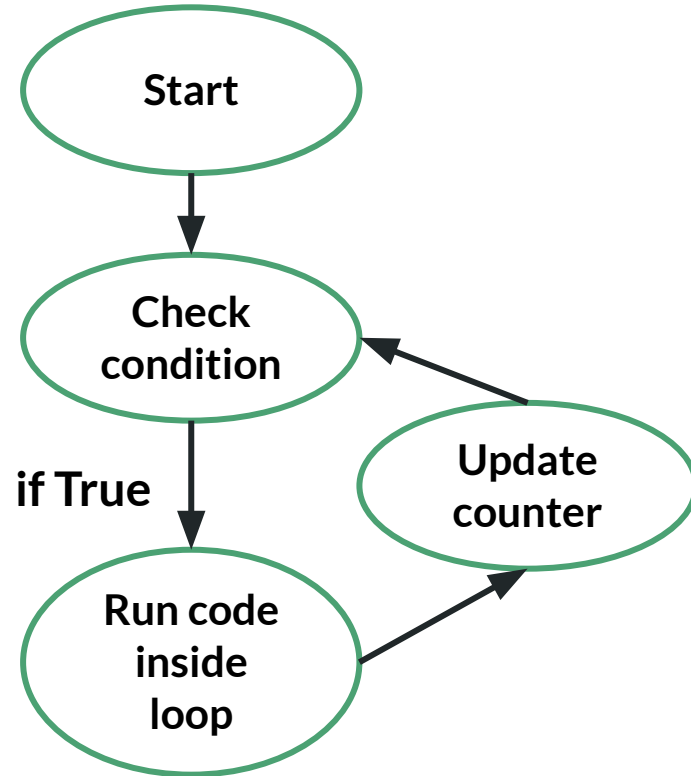 Start
Check
condition
if True
Update
counter
Run code
inside
loop